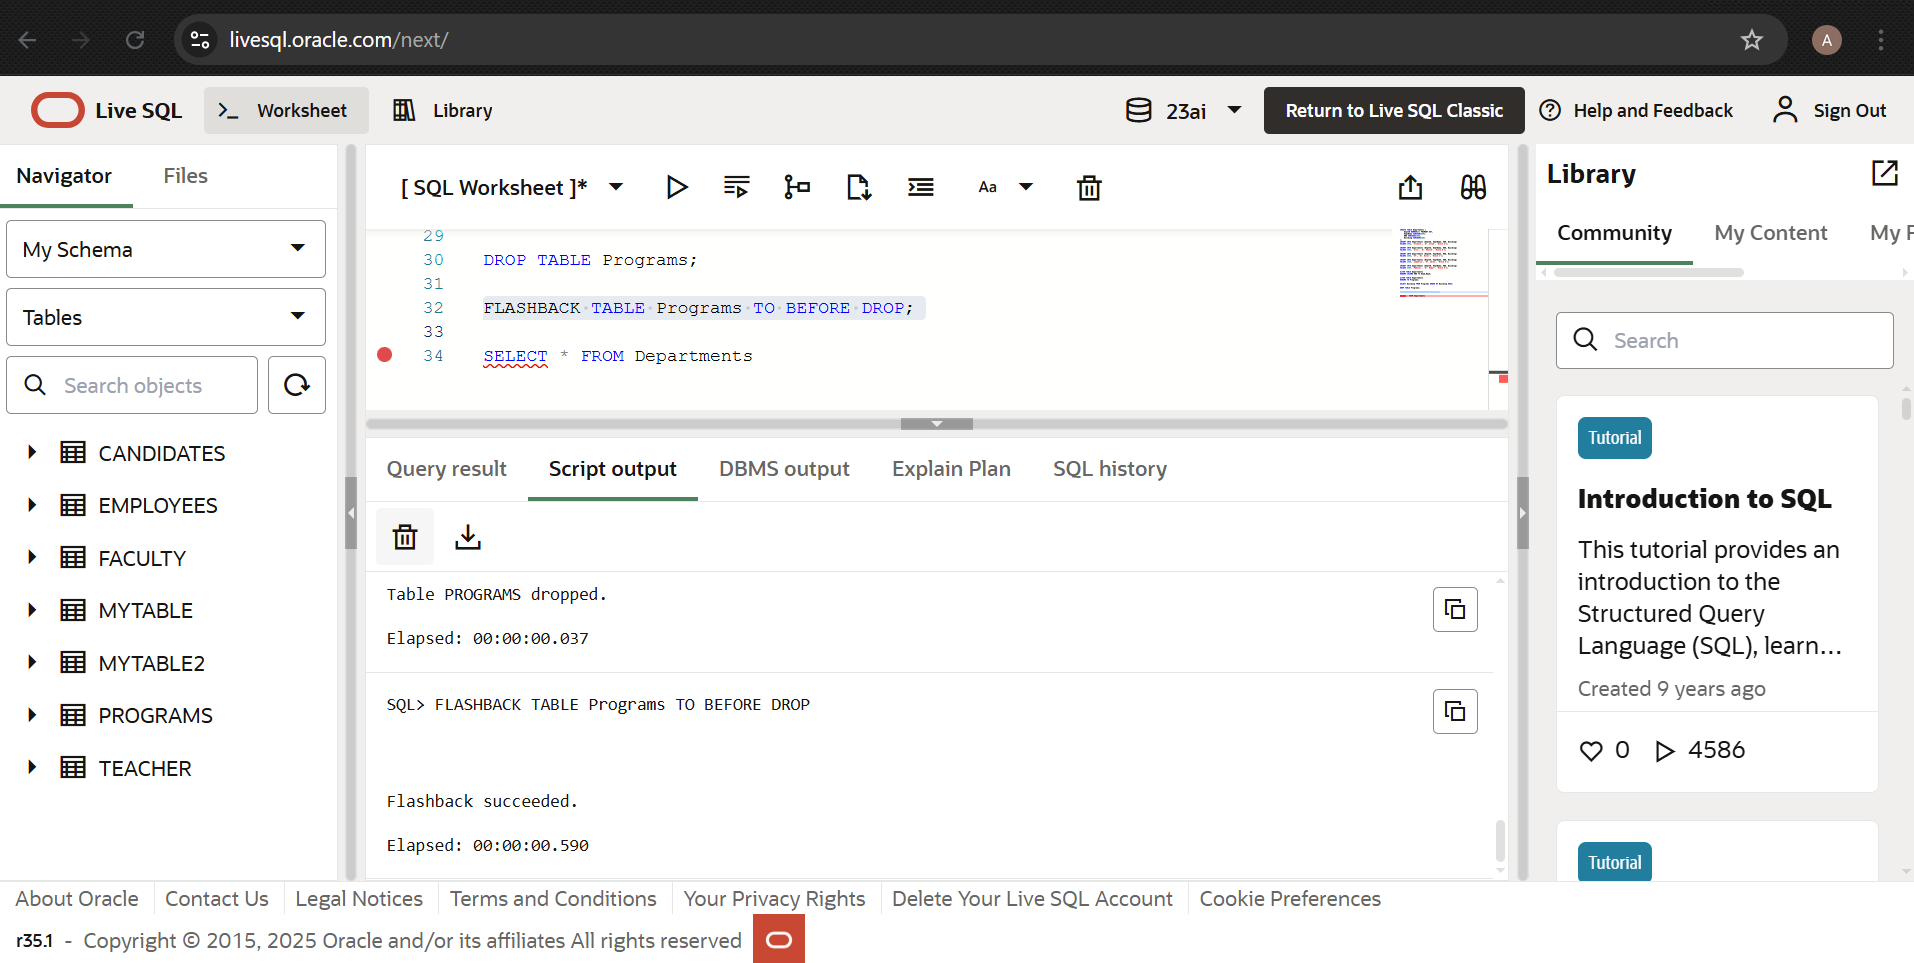 livesql.oracle.com/next/
A
Live SQL
Worksheet
Library
23ai
Return to Live SQL Classic
Help and Feedback
Sign Out
Navigator
Files
My Schema
Tables
Search objects
CANDIDATES
EMPLOYEES
FACULTY
MYTABLE
MYTABLE2
PROGRAMS
TEACHER
[ SQL Worksheet ]*
Aa
29
30 DROP TABLE Programs;
31
32 FLASHBACK TABLE Programs TO BEFORE DROP;
33
34 SELECT * FROM Departments
Query result
Script output
DBMS output
Explain Plan
SQL history
Table PROGRAMS dropped.
Elapsed: 00:00:00.037
SQL> FLASHBACK TABLE Programs TO BEFORE DROP
Flashback succeeded.
Elapsed: 00:00:00.590
Library
Community
My Content
My
Search
Tutorial
Introduction to SQL
This tutorial provides an
introduction to the
Structured Query
Language (SQL), learn...
Created 9 years ago
0
4586
Tutorial
About Oracle
Contact Us
Legal Notices
Terms and Conditions
Your Privacy Rights
Delete Your Live SQL Account
Cookie Preferences
r35.1 - Copyright © 2015, 2025 Oracle and/or its affiliates All rights reserved